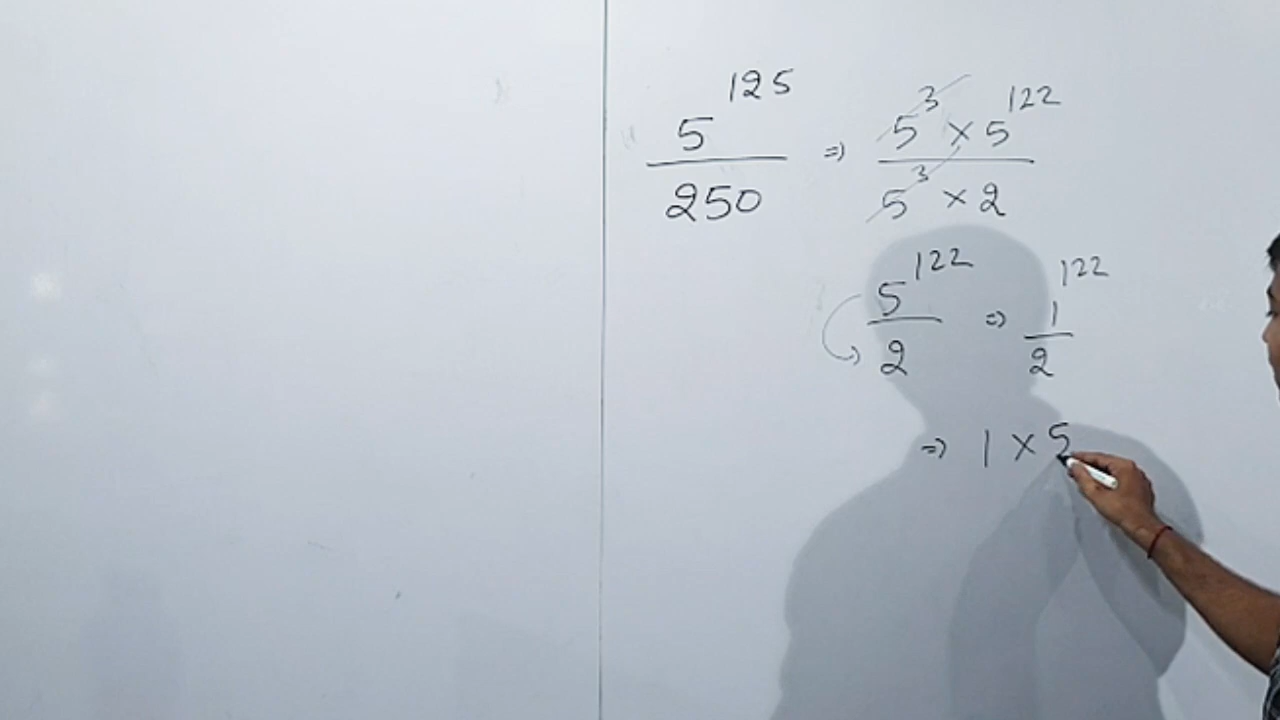 5^125 / 250 => 5^3 × 5^122 / 5^3 × 2
5^122 / 2 => 1^122 / 2
=> 1 × 5